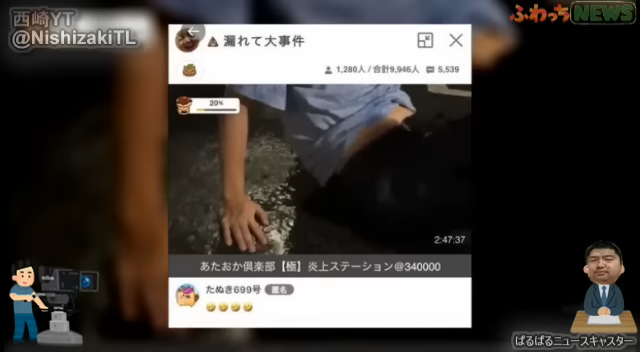 西崎YT
@NishizakiTL
ふわっちNEWS
漏れて大事件
1,280人 / 合計9,946人 5,539
20%
2:47:37
あたおか倶楽部【極】炎上ステーション@340000
たぬき699号 匿名
ぱるぱるニュースキャスター